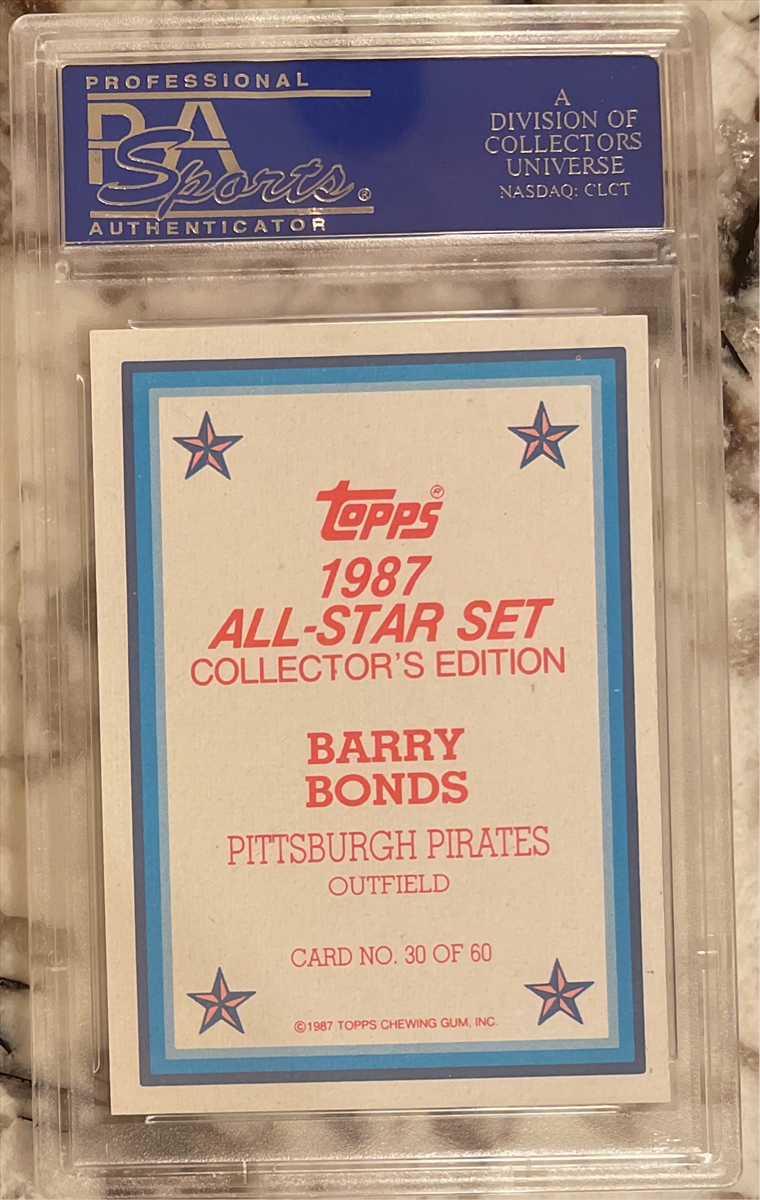 PROFESSIONAL
PSA
Sports®
AUTHENTICATOR
A
DIVISION OF
COLLECTORS
UNIVERSE
NASDAQ: CLCT
topps®
1987
ALL-STAR SET
COLLECTOR'S EDITION
BARRY
BONDS
PITTSBURGH PIRATES
OUTFIELD
CARD NO. 30 OF 60
©1987 TOPPS CHEWING GUM, INC.